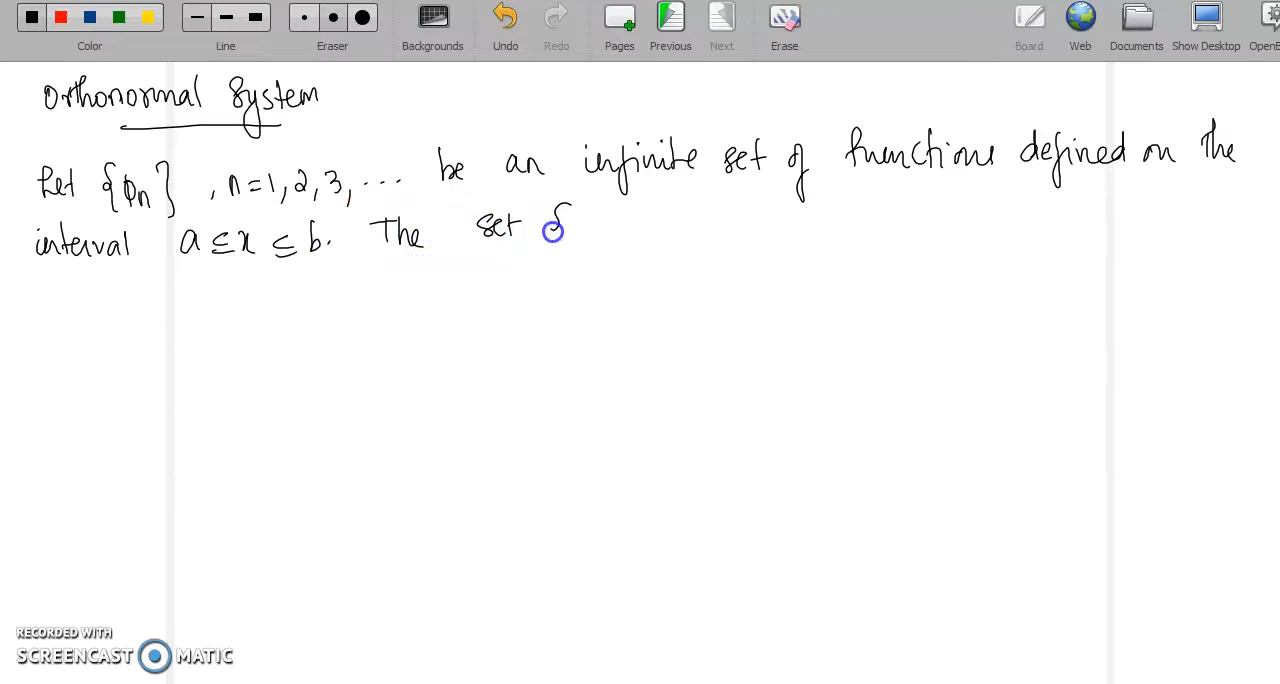 Color Line Eraser Backgrounds Undo Redo Pages Previous Next Erase Board Web Documents Show Desktop OpenB
Orthonormal System
Let {φn}, n=1,2,3,... be an infinite set of functions defined on the
interval a ≤ x ≤ b. The set
RECORDED WITH
SCREENCAST MATIC